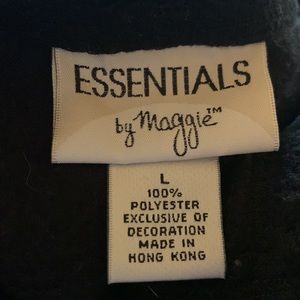 ESSENTIALS
by Maggie™
L
100%
POLYESTER
EXCLUSIVE OF
DECORATION
MADE IN
HONG KONG